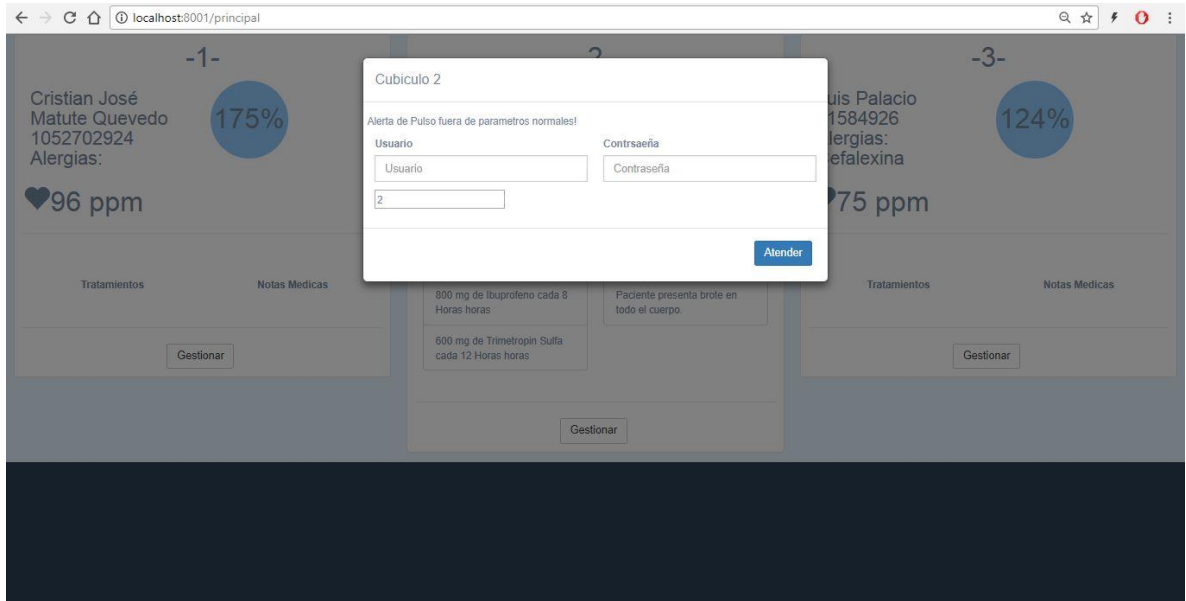 localhost:8001/principal
-1-
Cristian José
Matute Quevedo
1052702924
Alergias:
175%
96 ppm
Tratamientos
Notas Medicas
Gestionar
Cubiculo 2
Alerta de Pulso fuera de parametros normales!
Usuario
Contrsaeña
Usuario
Contraseña
2
Atender
800 mg de Ibuprofeno cada 8
Horas horas
600 mg de Trimetropin Sulfa
cada 12 Horas horas
Paciente presenta brote en
todo el cuerpo.
Gestionar
-3-
uis Palacio
1584926
lergias:
efalexina
124%
75 ppm
Tratamientos
Notas Medicas
Gestionar